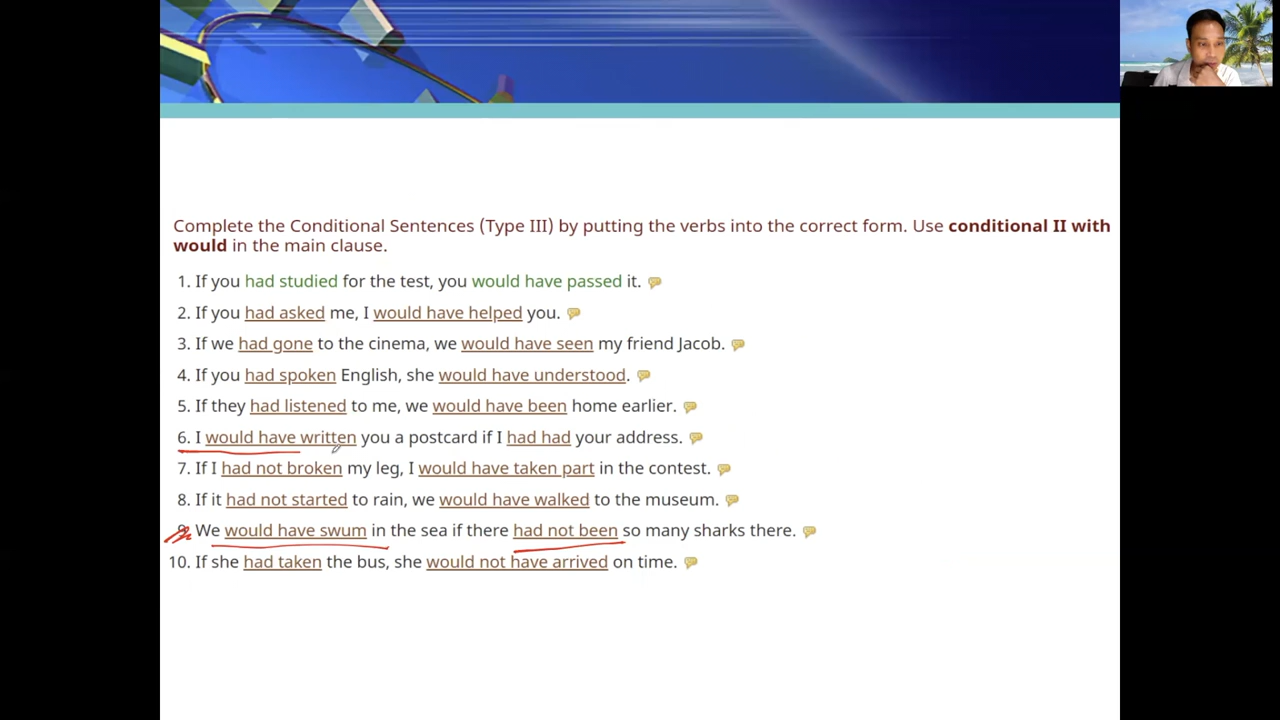 Complete the Conditional Sentences (Type III) by putting the verbs into the correct form. Use conditional II with
would in the main clause.
1. If you had studied for the test, you would have passed it.
2. If you had asked me, I would have helped you.
3. If we had gone to the cinema, we would have seen my friend Jacob.
4. If you had spoken English, she would have understood.
5. If they had listened to me, we would have been home earlier.
6. I would have written you a postcard if I had had your address.
7. If I had not broken my leg, I would have taken part in the contest.
8. If it had not started to rain, we would have walked to the museum.
9. We would have swum in the sea if there had not been so many sharks there.
10. If she had taken the bus, she would not have arrived on time.